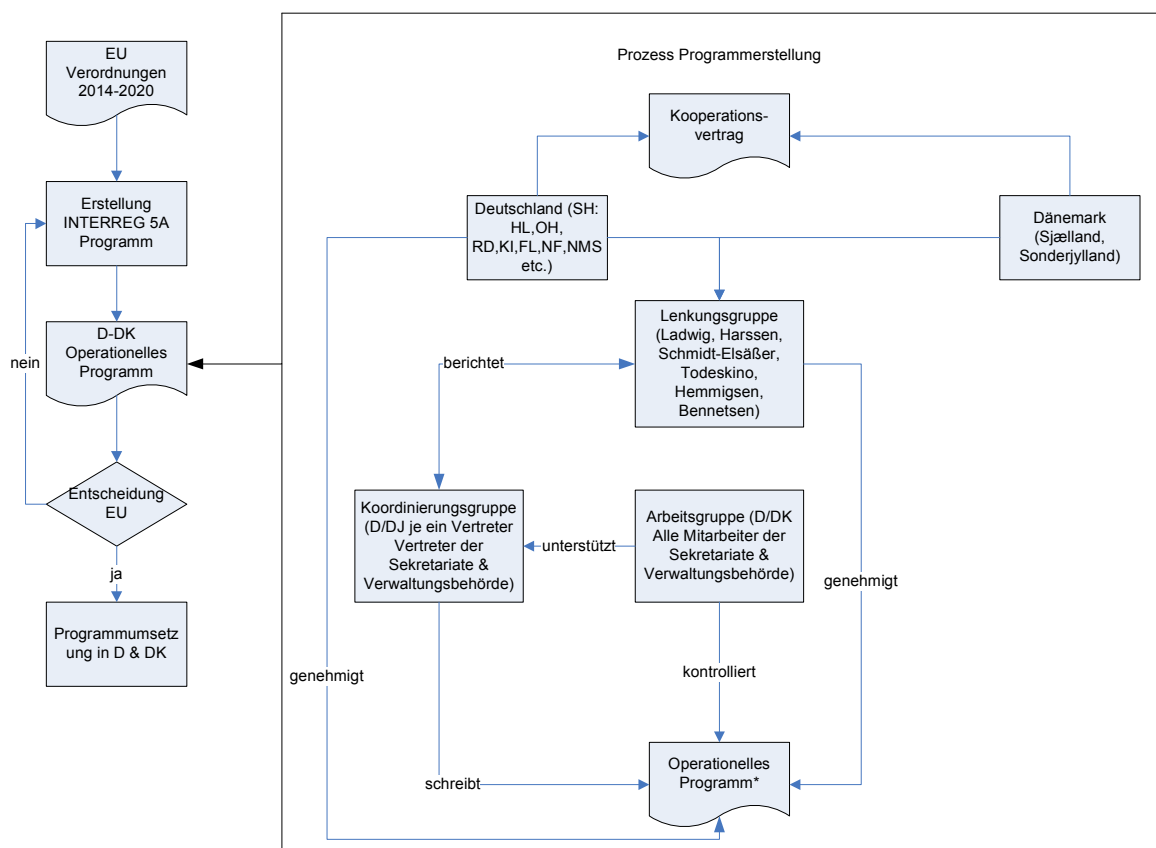 EU
Verordnungen
2014-2020
Erstellung
INTERREG 5A
Programm
D-DK
Operationelles
Programm
nein
Entscheidung
EU
ja
Programmumsetz
ung in D & DK
Prozess Programmerstellung
Kooperations-
vertrag
Deutschland (SH:
HL,OH,
RD,KI,FL,NF,NMS
etc.)
Dänemark
(Sjælland,
Sonderjylland)
Lenkungsgruppe
(Ladwig, Harssen,
Schmidt-Elsäßer,
Todeskino,
Hemmigsen,
Bennetsen)
berichtet
Koordinierungsgruppe
(D/DJ je ein Vertreter
Vertreter der
Sekretariate &
Verwaltungsbehörde)
unterstützt
Arbeitsgruppe (D/DK
Alle Mitarbeiter der
Sekretariate &
Verwaltungsbehörde)
genehmigt
genehmigt
kontrolliert
schreibt
Operationelles
Programm*